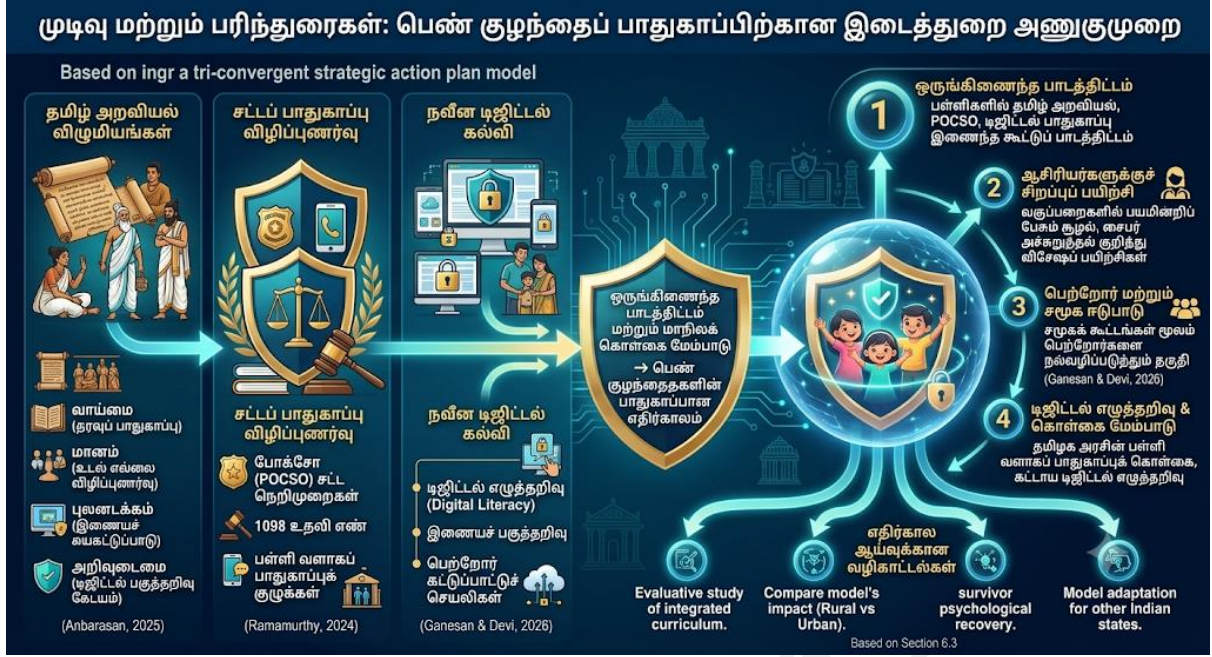 முடிவு மற்றும் பரிந்துரைகள்: பெண் குழந்தைப் பாதுகாப்பிற்கான இடைத்துறை அணுகுமுறை
Based on ingr a tri-convergent strategic action plan model
தமிழ் அறவியல்
விழுமியங்கள்
வாய்மை
(தரவுப் பாதுகாப்பு)
மானம்
(உடல் எல்லை
விழிப்புணர்வு)
புலனடக்கம்
(இணையச்
சுயகட்டுப்பாடு)
அறிவுடைமை
(டிஜிட்டல் பகுத்தறிவு
கேடயம்)
(Anbarasan, 2025)
சட்டப் பாதுகாப்பு
விழிப்புணர்வு
சட்டப் பாதுகாப்பு
விழிப்புணர்வு
போக்சோ
(POCSO) சட்ட
நெறிமுறைகள்
1098 உதவி எண்
பள்ளி வளாகப்
பாதுகாப்புக்
குழுக்கள்
(Ramamurthy, 2024)
நவீன டிஜிட்டல்
கல்வி
நவீன டிஜிட்டல்
கல்வி
டிஜிட்டல் எழுத்தறிவு
(Digital Literacy)
இணையச் பகுத்தறிவு
பெற்றோர்
கட்டுப்பாட்டுச்
செயலிகள்
(Ganesan & Devi, 2026)
ஒருங்கிணைந்த
பாடத்திட்டம்
மற்றும் மாநிலக்
கொள்கை மேம்பாடு
→ பெண்
குழந்தைதகளின்
பாதுகாப்பான
எதிர்காலம்
1
ஒருங்கிணைந்த பாடத்திட்டம்
பள்ளிகளில் தமிழ் அறவியல்,
POCSO, டிஜிட்டல் பாதுகாப்பு
இணைந்த கூட்டுப் பாடத்திட்டம்
2
ஆசிரியர்களுக்குச்
சிறப்புப் பயிற்சி
வகுப்பறைகளில் பயமின்றிப்
பேசும் சூழல், சைபர்
அச்சுறுத்தல் குறித்து
விசேஷப் பயிற்சிகள்
3
பெற்றோர் மற்றும்
சமூக ஈடுபாடு
சமூகக் கூட்டங்கள் மூலம்
பெற்றோர்களை
நல்வழிப்படுத்தும் தகுதி
(Ganesan & Devi, 2026)
4
டிஜிட்டல் எழுத்தறிவு &
கொள்கை மேம்பாடு
தமிழக அரசின் பள்ளி
வளாகப் பாதுகாப்புக் கொள்கை,
கட்டாய டிஜிட்டல் எழுத்தறிவு
எதிர்கால
ஆய்வுக்கான
வழிகாட்டல்கள்
Evaluative study
of integrated
curriculum.
Compare model's
impact (Rural vs
Urban).
survivor
psychological
recovery.
Model adaptation
for other Indian
states.
Based on Section 6.3